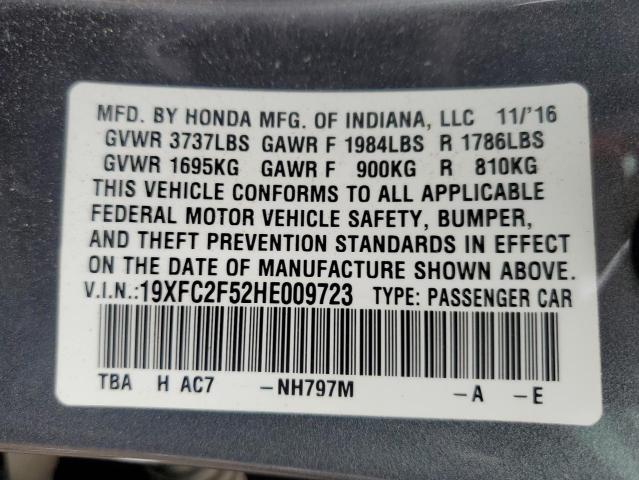 MFD. BY HONDA MFG. OF INDIANA, LLC 11/'16
GVWR 3737LBS GAWR F 1984LBS R 1786LBS
GVWR 1695KG GAWR F 900KG R 810KG
THIS VEHICLE CONFORMS TO ALL APPLICABLE
FEDERAL MOTOR VEHICLE SAFETY, BUMPER,
AND THEFT PREVENTION STANDARDS IN EFFECT
ON THE DATE OF MANUFACTURE SHOWN ABOVE.
V.I.N.:19XFC2F52HE009723 TYPE: PASSENGER CAR
TBA H AC7 –NH797M –A –E